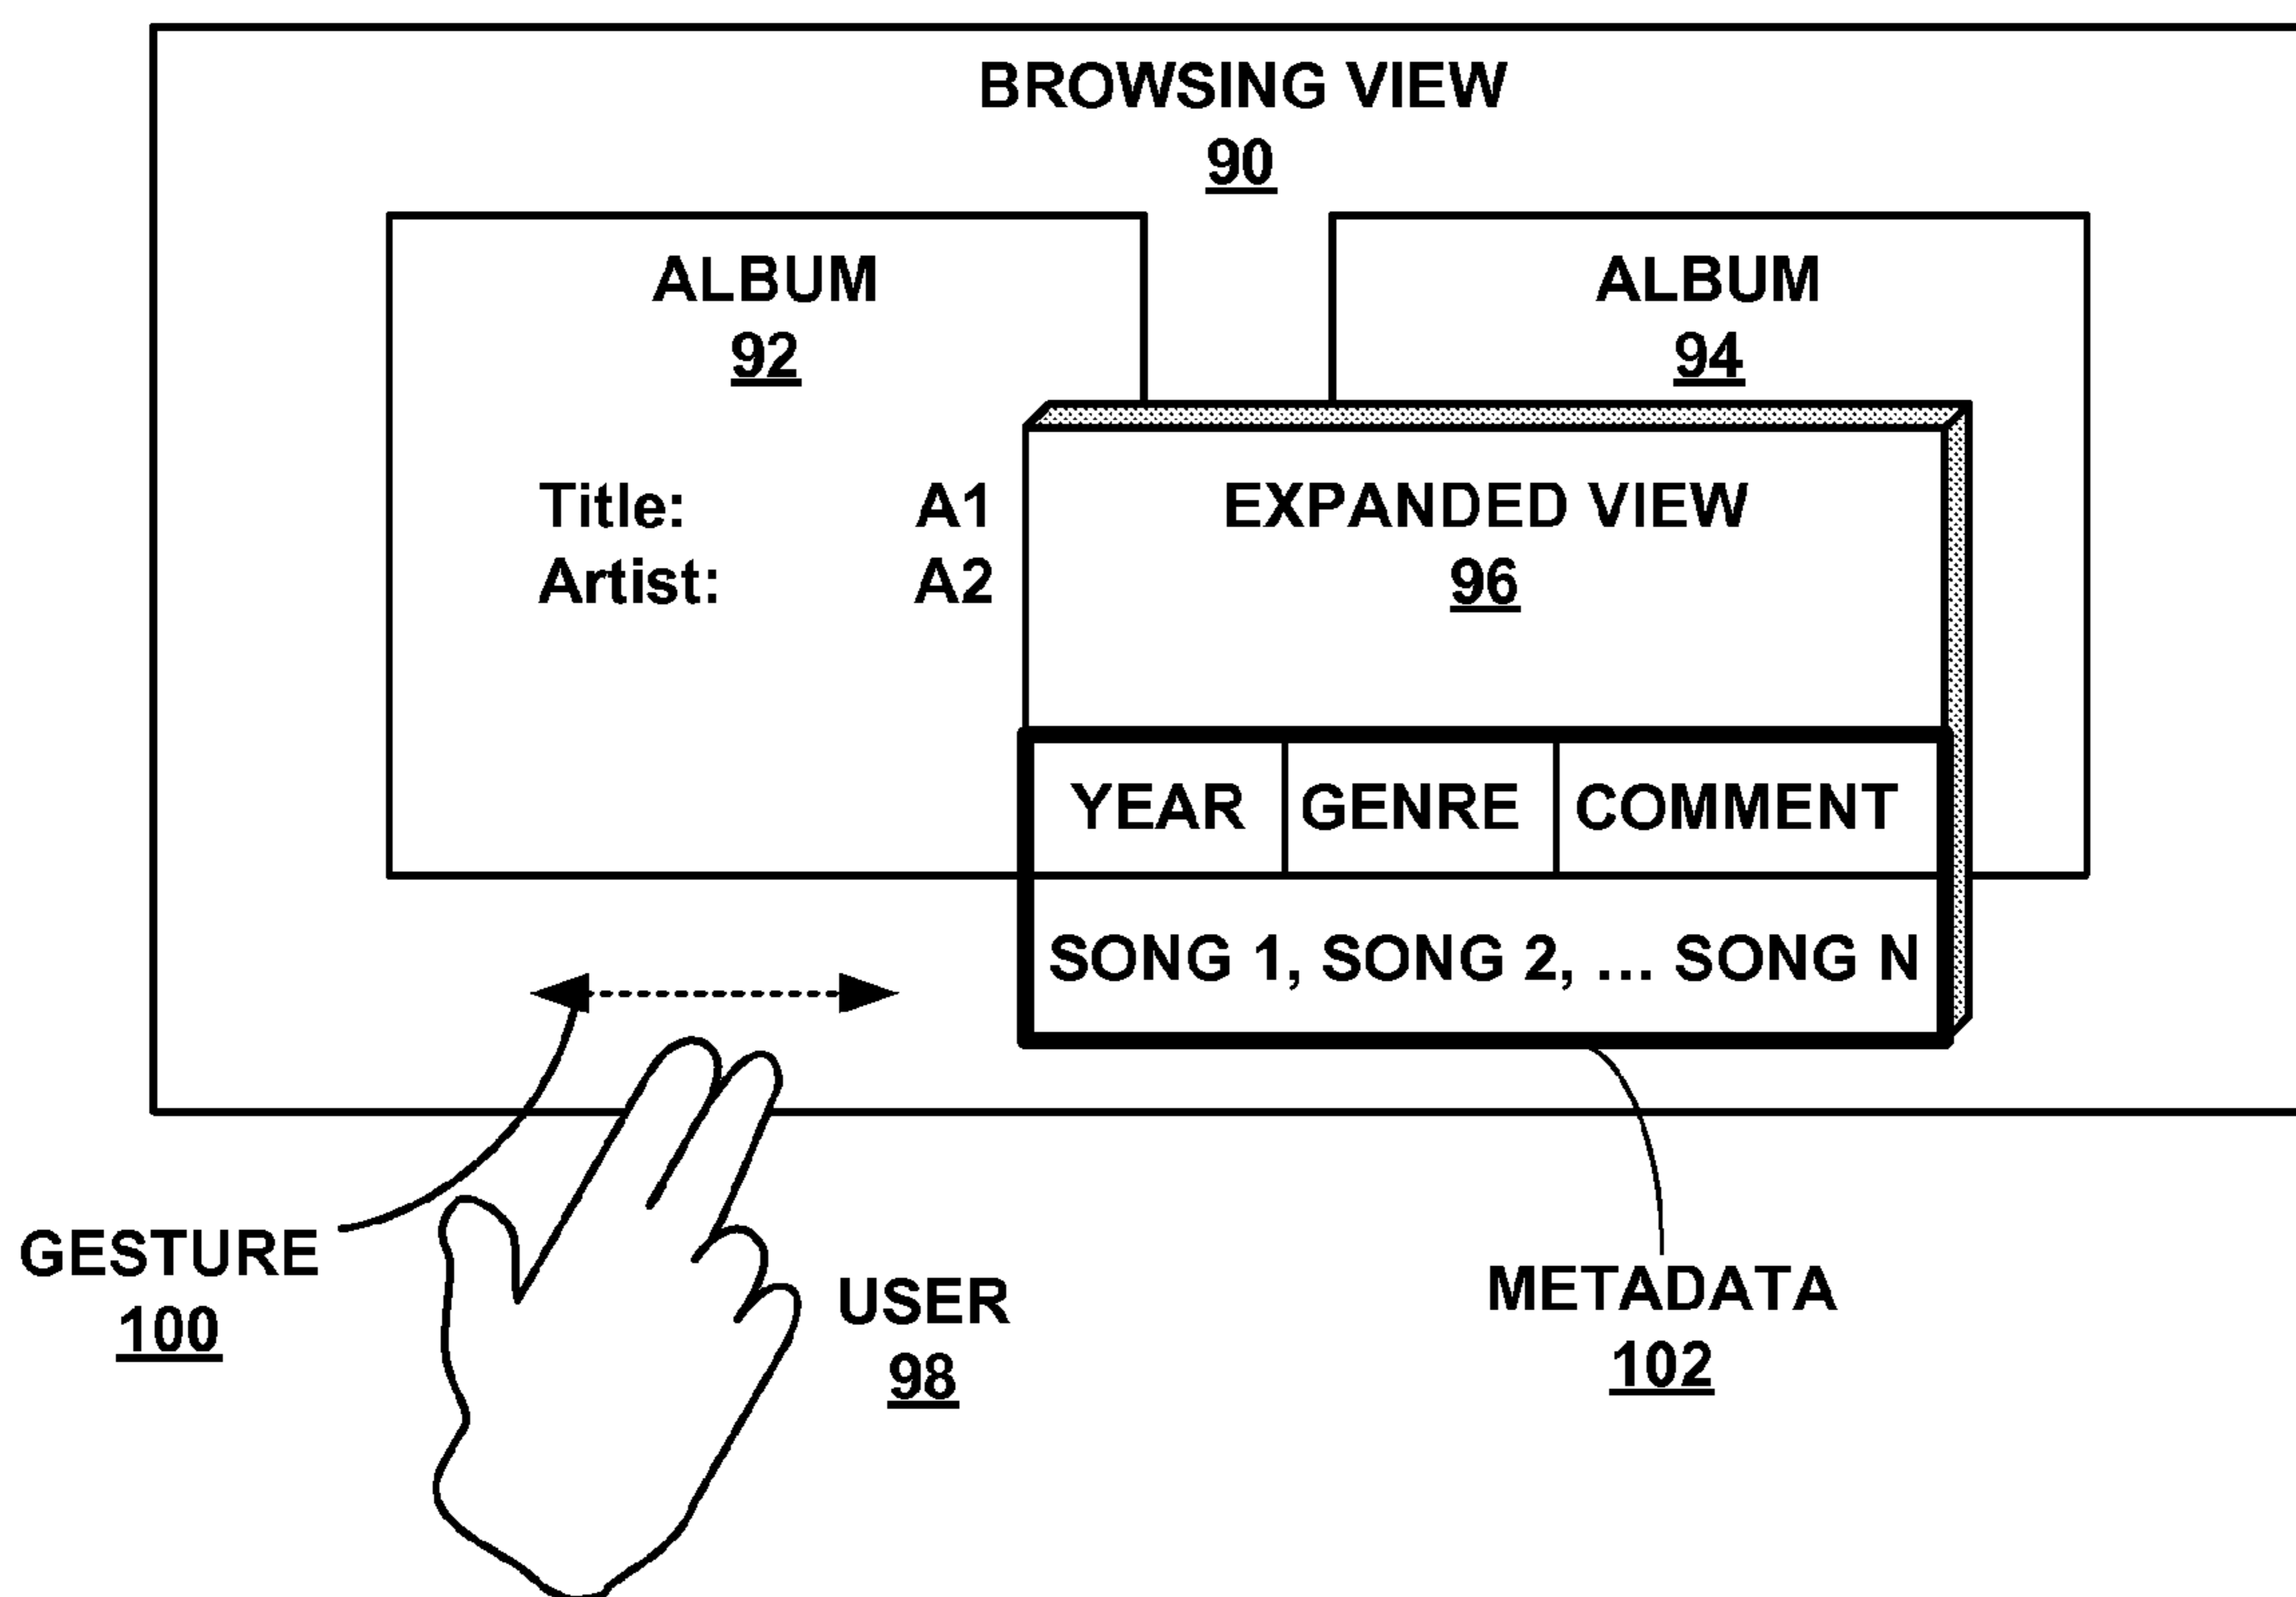 BROWSING VIEW
90
ALBUM
92
ALBUM
94
Title: A1
Artist: A2
EXPANDED VIEW
96
YEAR GENRE COMMENT
SONG 1, SONG 2, ... SONG N
GESTURE
100
USER
98
METADATA
102